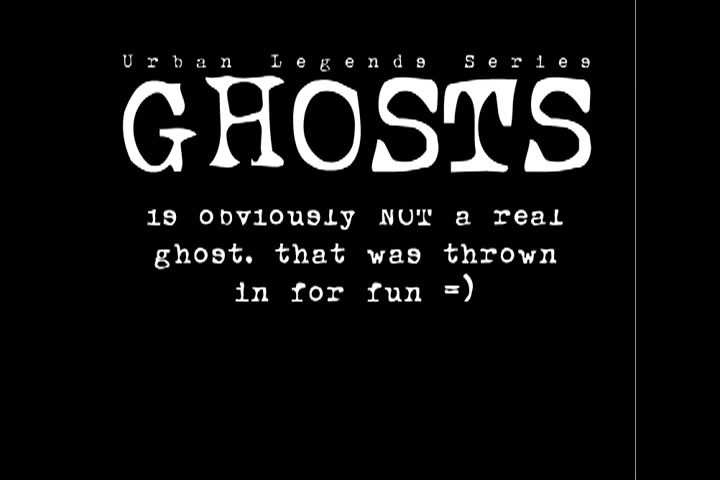 Urban Legends Series
GHOSTS
is obviously NOT a real
ghost. that was thrown
in for fun =)